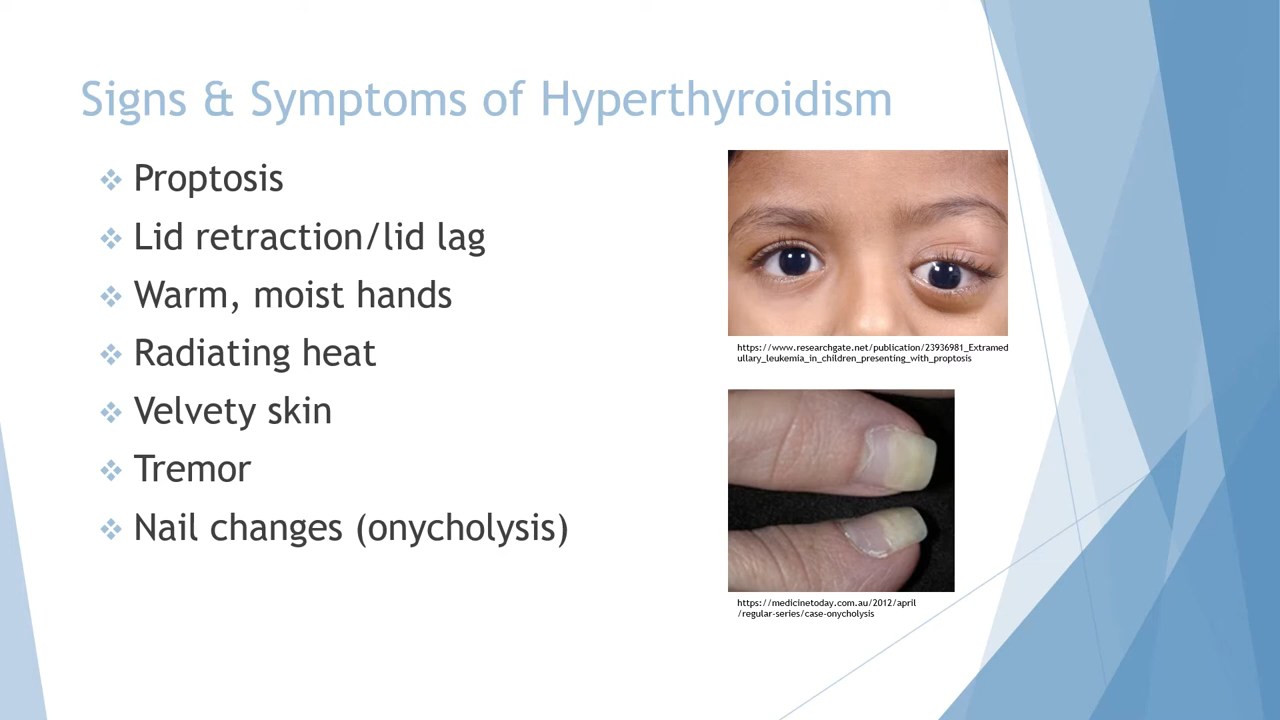 Signs & Symptoms of Hyperthyroidism
Proptosis
Lid retraction/lid lag
Warm, moist hands
Radiating heat
Velvety skin
Tremor
Nail changes (onycholysis)
https://www.researchgate.net/publication/23936981_Extramed
ullary_leukemia_in_children_presenting_with_proptosis
https://medicinetoday.com.au/2012/april
/regular-series/case-onycholysis